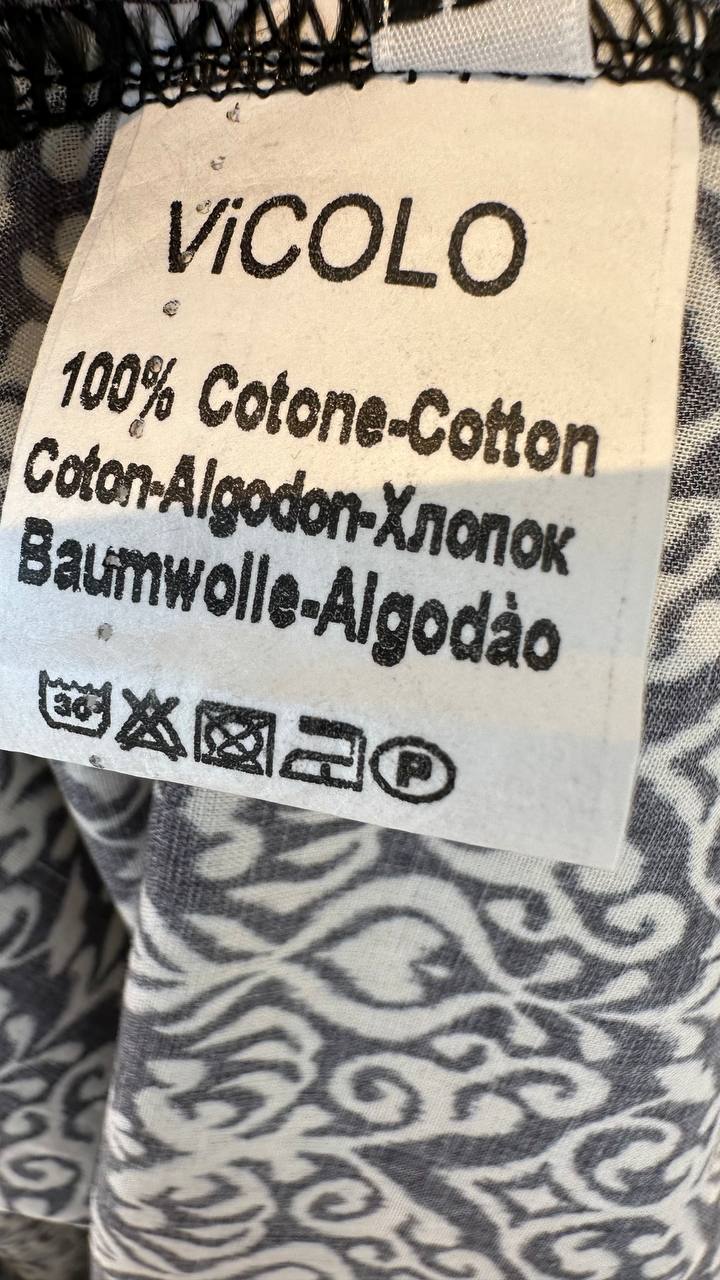 ViCOLO
100% Cotone-Cotton
Coton-Algodon-Хлопок
Baumwolle-Algodào
30° P